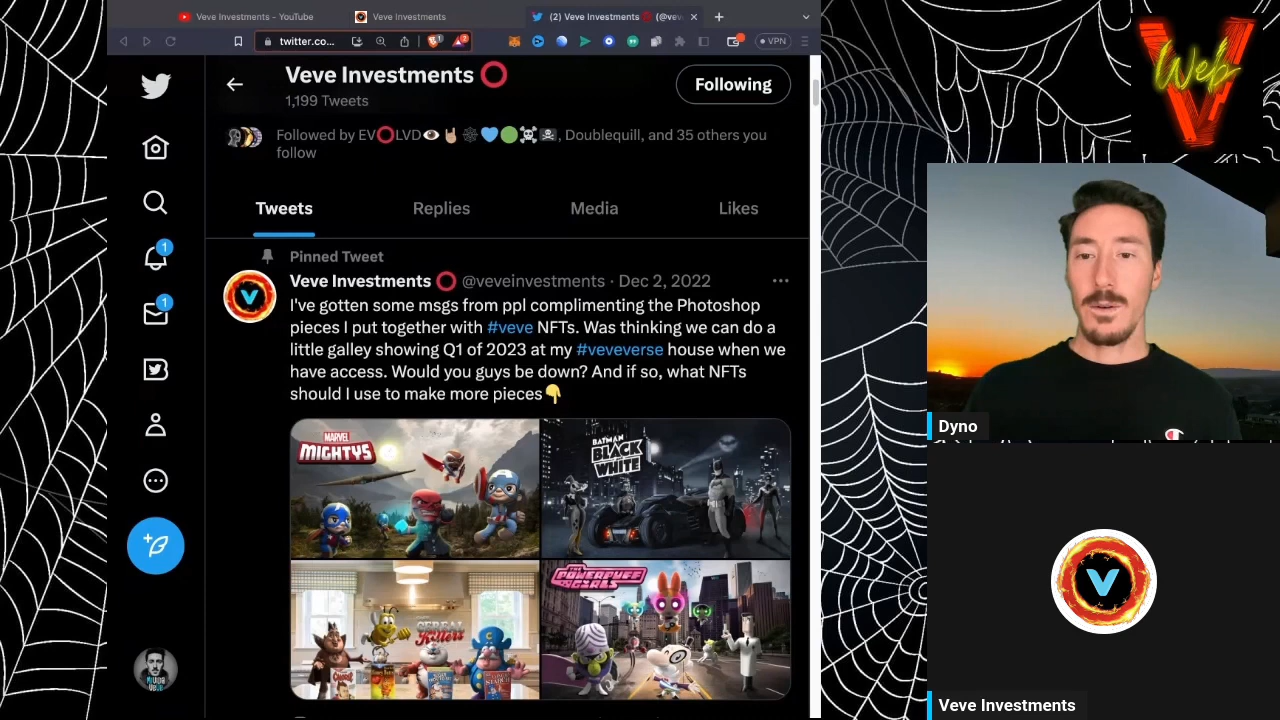 Veve Investments - YouTube
Veve Investments
(2) Veve Investments
twitter.co...
1
2
VPN
Veve Investments
1,199 Tweets
Following
Followed by EV⭕LVD👁🤘🏼🕸💙🟢☠🏴‍☠️, Doublequill, and 35 others you
follow
Tweets
Replies
Media
Likes
Pinned Tweet
Veve Investments ⭕ @veveinvestments · Dec 2, 2022
I've gotten som msgs from ppl complimenting the Photoshop
pieces I put together with #veve NFTs. Was thinking we can do a
little galley showing Q1 of 2023 at my #veveverse house when we
have access. Would you guys be down? And if so, what NFTs
should I use to make more pieces👇
1
1
MARVEL
MIGHTYS
BATMAN
BLACK
WHITE
CEREAL
Killers
THE
POWERPUFF
GIRLS
V
Web
Dyno
V
Veve Investments